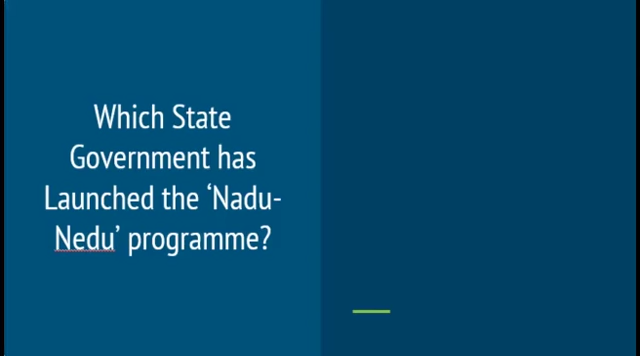 Which State
Government has
Launched the ‘Nadu-
Nedu’ programme?